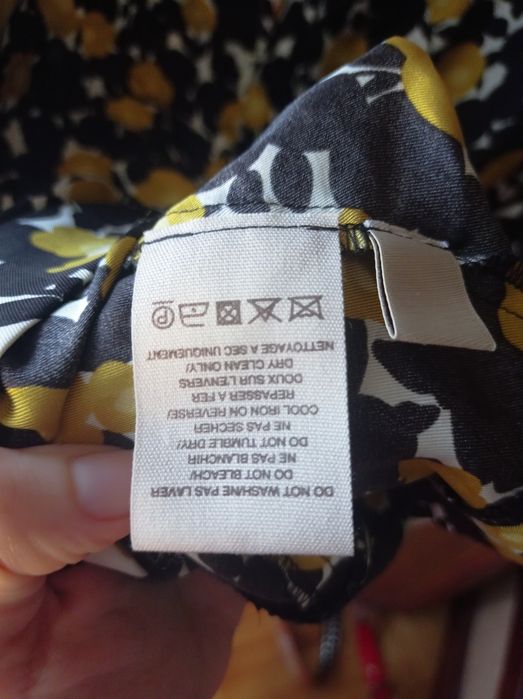 DO NOT WASH/NE PAS LAVER
DO NOT BLEACH/
NE PAS BLANCHIR
DO NOT TUMBLE DRY/
NE PAS SECHER
COOL IRON ON REVERSE/
REPASSER A FER
DOUX SUR L'ENVERS
DRY CLEAN ONLY/
NETTOYAGE A SEC UNIQUEMENT
P